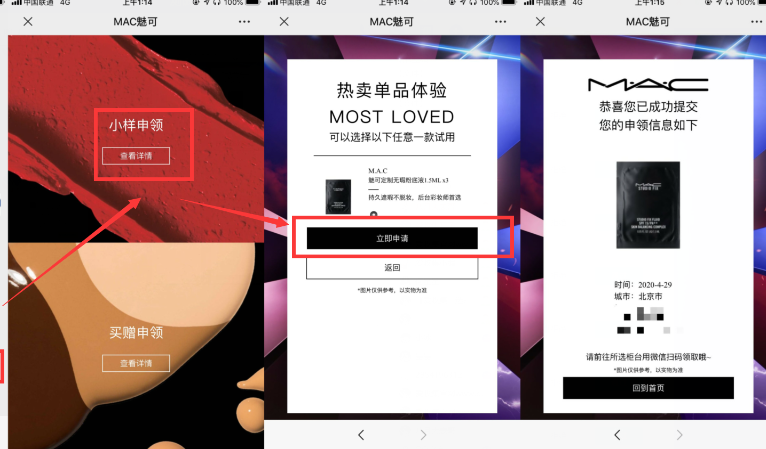 中国联通 4G
上午1:14
100%
MAC魅可
小样申领
查看详情
买赠申领
查看详情
中国联通 4G
上午1:14
100%
MAC魅可
热卖单品体验
MOST LOVED
可以选择以下任意一款试用
M.A.C
魅可定制无瑕粉底液1.5ML x3
持久遮瑕不脱妆，后台彩妆师首选
立即申请
返回
*图片仅供参考，以实物为准
中国联通 4G
上午1:15
100%
MAC魅可
M·A·C
恭喜您已成功提交
您的申领信息如下
MAC
STUDIO FIX
时间：2020-4-29
城市：北京市
请前往所选柜台用微信扫码领取哦~
*图片仅供参考，以实物为准
回到首页